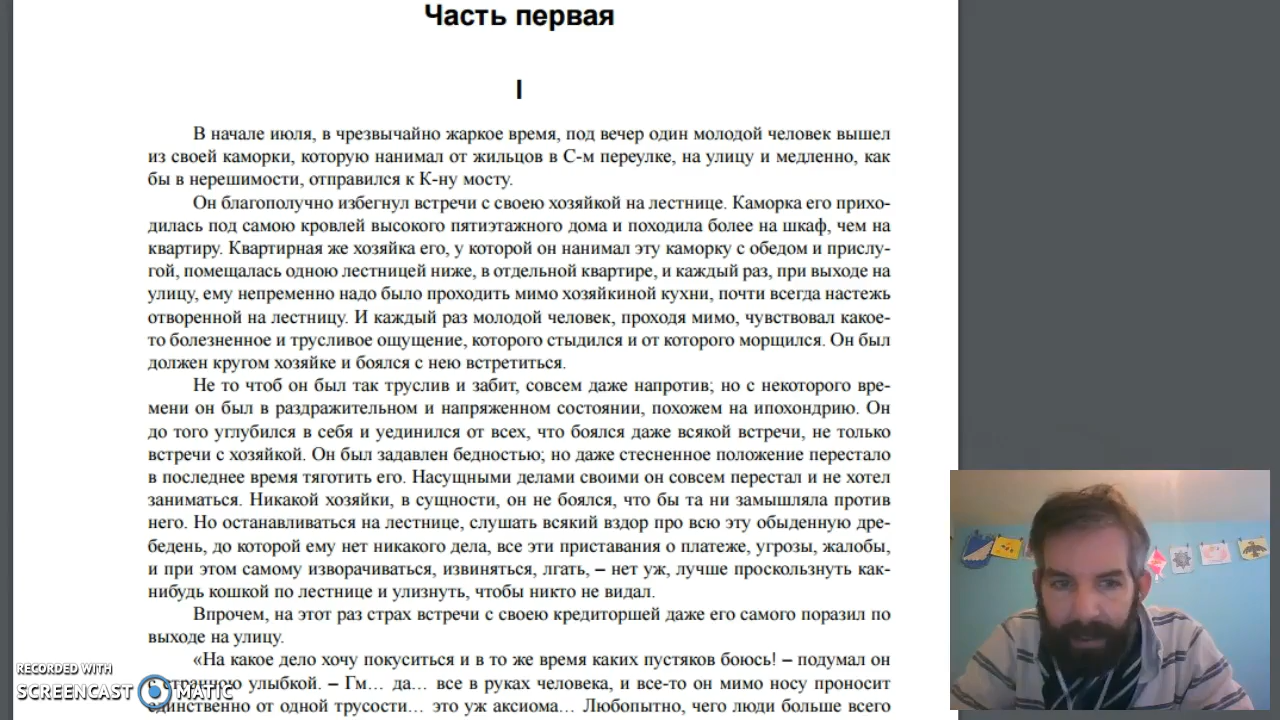 Часть первая
I
В начале июля, в чрезвычайно жаркое время, под вечер один молодой человек вышел
из своей каморки, которую нанимал от жильцов в С-м переулке, на улицу и медленно, как
бы в нерешимости, отправился к К-ну мосту.
Он благополучно избегнул встречи с своею хозяйкой на лестнице. Каморка его прихо-
дилась под самою кровлей высокого пятиэтажного дома и походила более на шкаф, чем на
квартиру. Квартирная же хозяйка его, у которой он нанимал эту каморку с обедом и прислу-
гой, помещалась одною лестницей ниже, в отдельной квартире, и каждый раз, при выходе на
улицу, ему непременно надо было проходить мимо хозяйкиной кухни, почти всегда настежь
отворенной на лестницу. И каждый раз молодой человек, проходя мимо, чувствовал какое-
то болезненное и трусливое ощущение, которого стыдился и от которого морщился. Он был
должен кругом хозяйке и боялся с нею встретиться.
Не то чтоб он был так труслив и забит, совсем даже напротив; но с некоторого вре-
мени он был в раздражительном и напряженном состоянии, похожем на ипохондрию. Он
до того углубился в себя и уединился от всех, что боялся даже всякой встречи, не только
встречи с хозяйкой. Он был задавлен бедностью; но даже стесненное положение перестало
в последнее время тяготить его. Насущными делами своими он совсем перестал и не хотел
заниматься. Никакой хозяйки, в сущности, он не боялся, что бы та ни замышляла против
него. Но останавливаться на лестнице, слушать всякий вздор про всю эту обыденную дре-
бедень, до которой ему нет никакого дела, все эти приставания о платеже, угрозы, жалобы,
и при этом самому изворачиваться, извиняться, лгать, – нет уж, лучше проскользнуть как-
нибудь кошкой по лестнице и улизнуть, чтобы никто не видал.
Впрочем, на этот раз страх встречи с своею кредиторшей даже его самого поразил по
выходе на улицу.
«На какое дело хочу покуситься и в то же время каких пустяков боюсь! – подумал он
с странною улыбкой. – Гм… да… все в руках человека, и все-то он мимо носу проносит
единственно от одной трусости… это уж аксиома… Любопытно, чего люди больше всего
RECORDED WITH
SCREENCAST MATIC